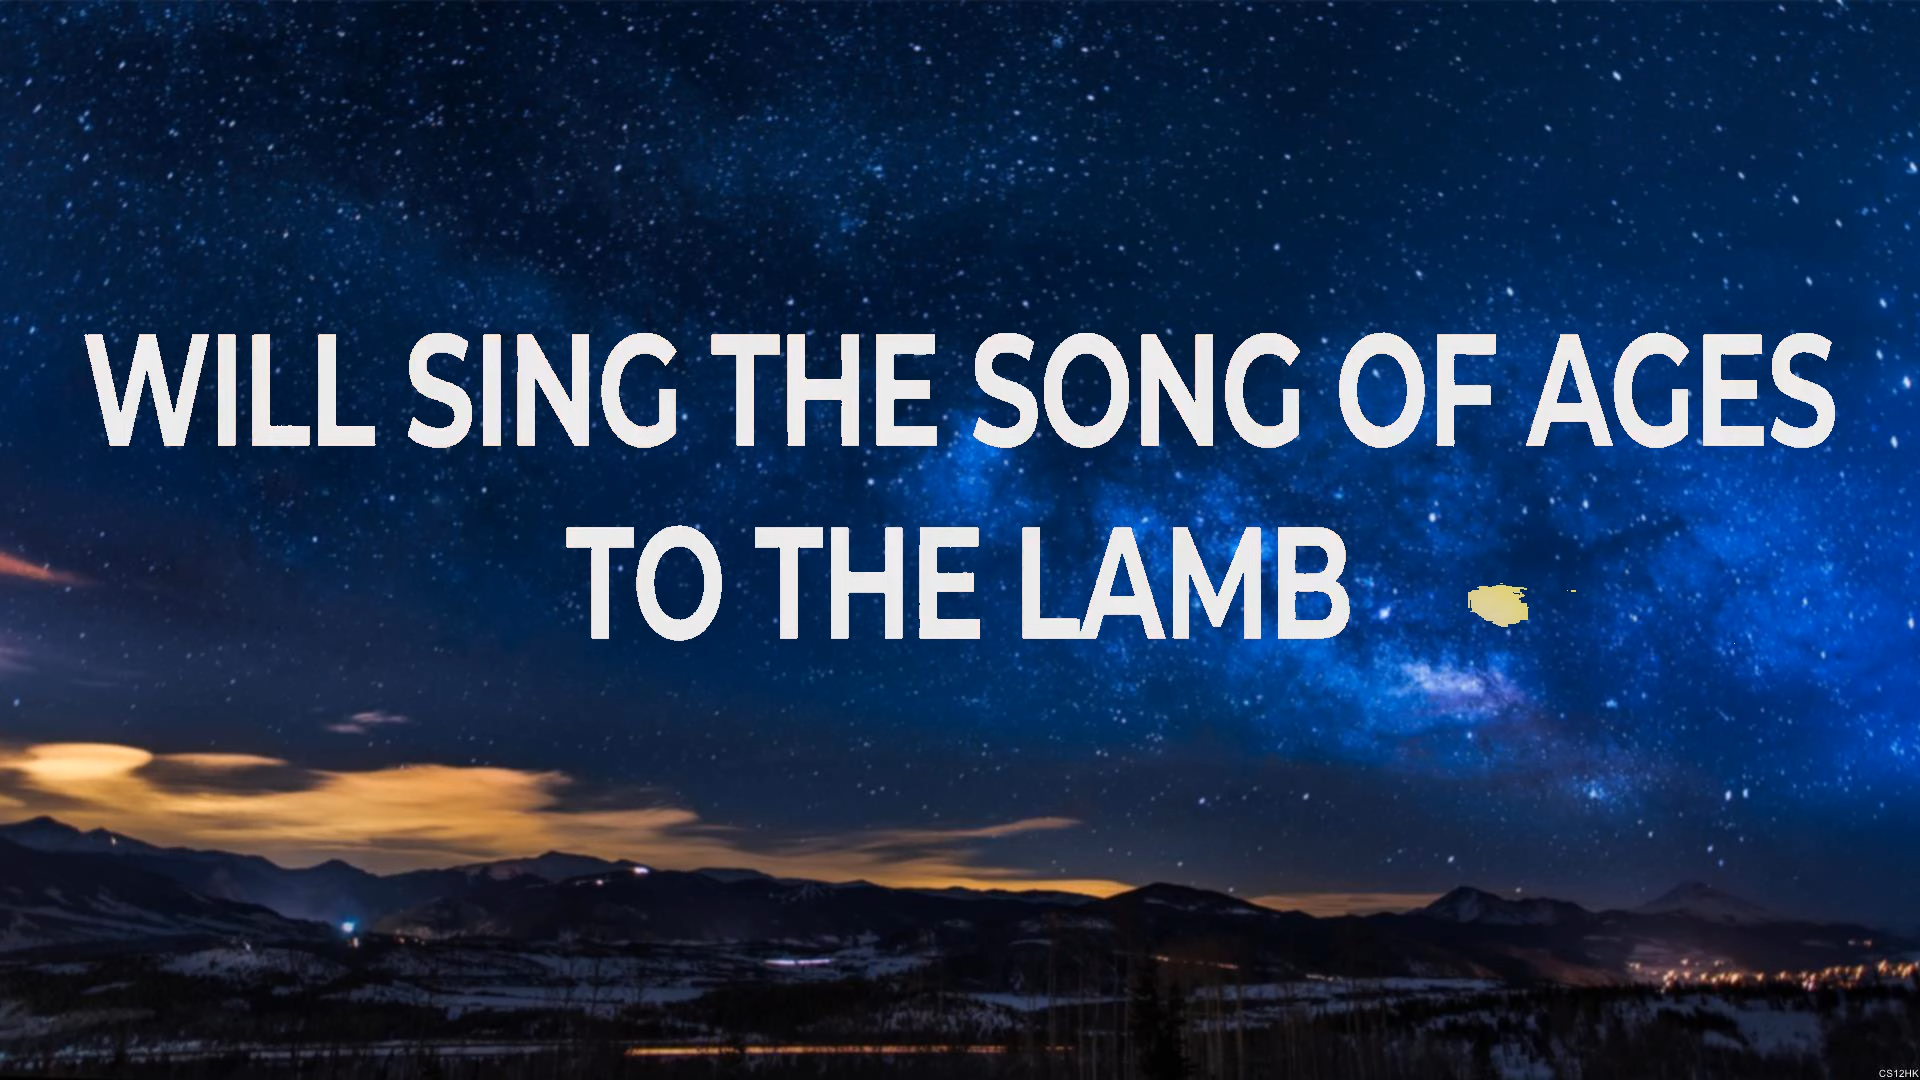 WILL SING THE SONG OF AGES
TO THE LAMB
CS12HK